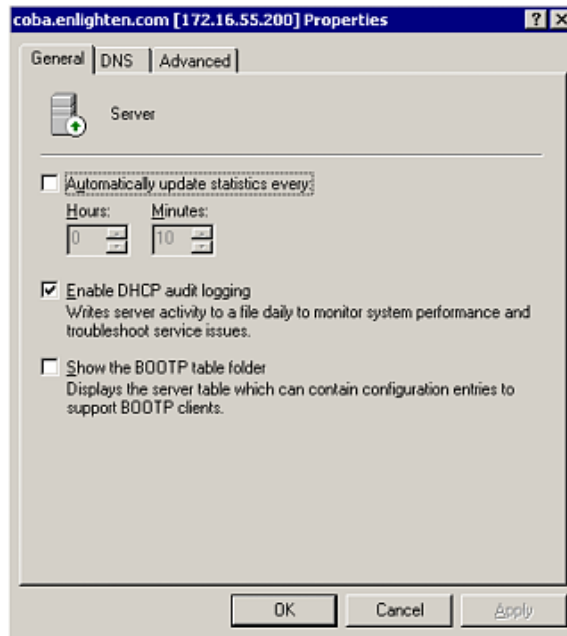 coba.enlighten.com [172.16.55.200] Properties
General DNS Advanced
Server
Automatically update statistics every:
Hours: Minutes:
0 10
Enable DHCP audit logging
Writes server activity to a file daily to monitor system performance and
troubleshoot service issues.
Show the BOOTP table folder
Displays the server table which can contain configuration entries to
support BOOTP clients.
OK Cancel Apply